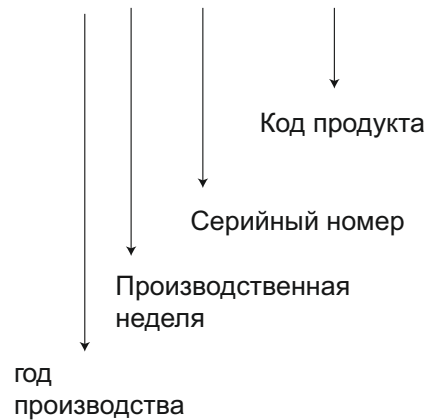 Код продукта
Серийный номер
Производственная
неделя
год
производства